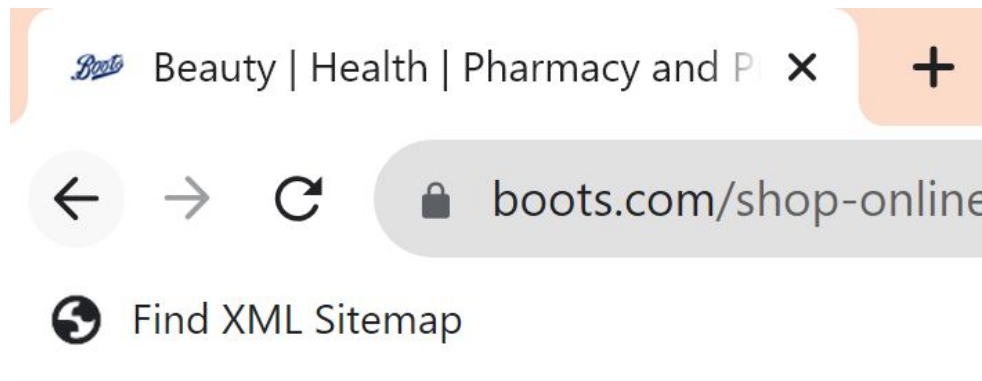 Boots Beauty | Health | Pharmacy and P
boots.com/shop-online
Find XML Sitemap